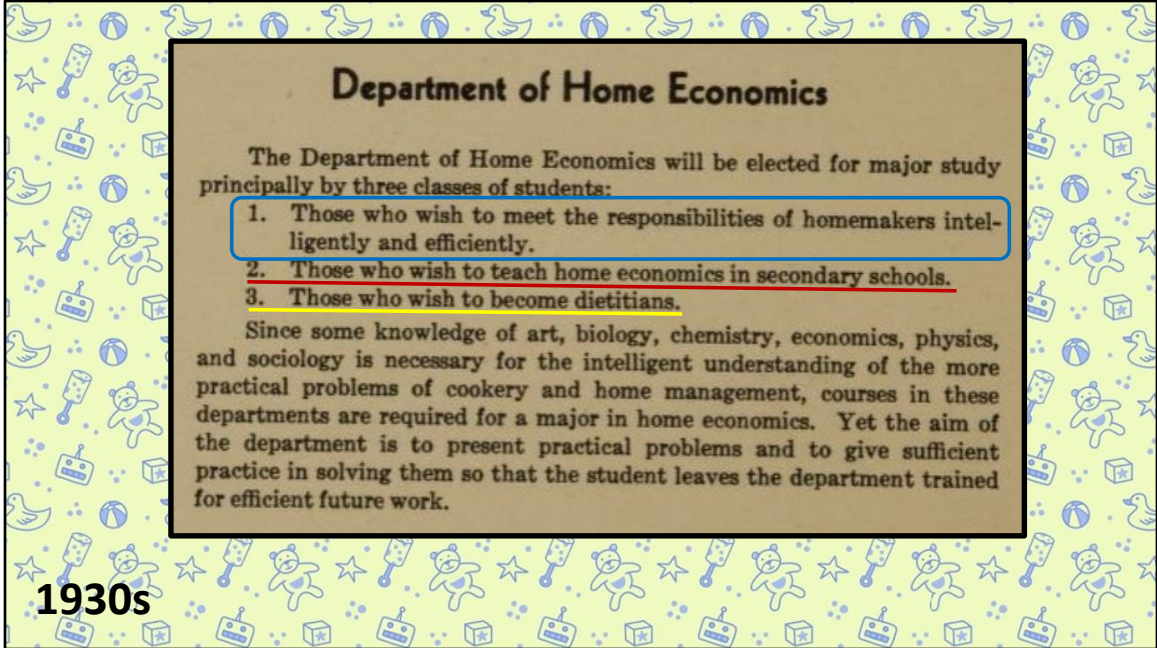 Department of Home Economics
The Department of Home Economics will be elected for major study
principally by three classes of students:
1. Those who wish to meet the responsibilities of homemakers intel-
ligently and efficiently.
2. Those who wish to teach home economics in secondary schools.
3. Those who wish to become dietitians.
Since some knowledge of art, biology, chemistry, economics, physics,
and sociology is necessary for the intelligent understanding of the more
practical problems of cookery and home management, courses in these
departments are required for a major in home economics. Yet the aim of
the department is to present practical problems and to give sufficient
practice in solving them so that the student leaves the department trained
for efficient future work.
1930s